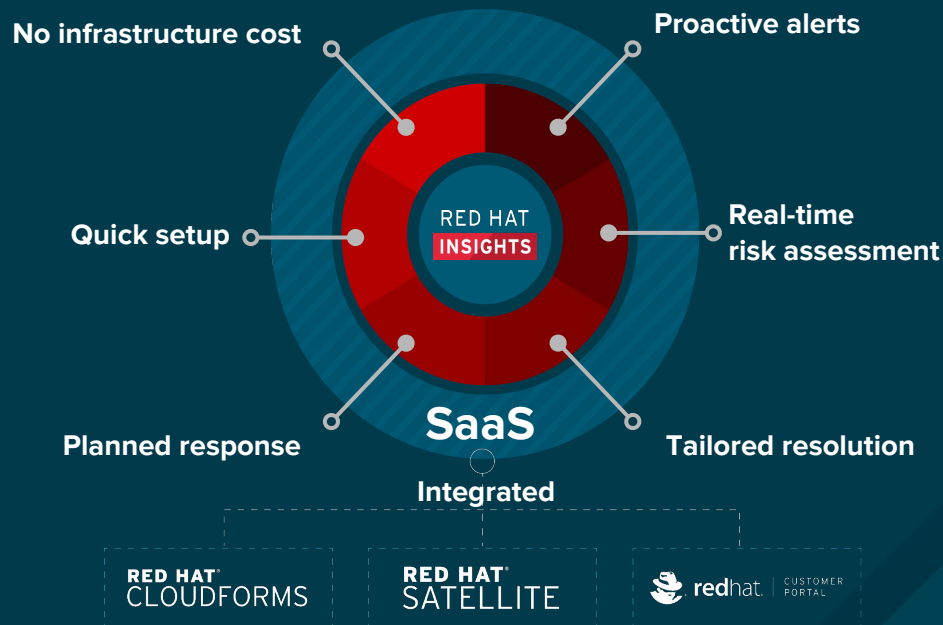 No infrastructure cost
Proactive alerts
RED HAT
INSIGHTS
Quick setup
Real-time
risk assessment
Planned response
SaaS
Tailored resolution
Integrated
RED HAT®
CLOUDFORMS
RED HAT®
SATELLITE
redhat. CUSTOMER
PORTAL